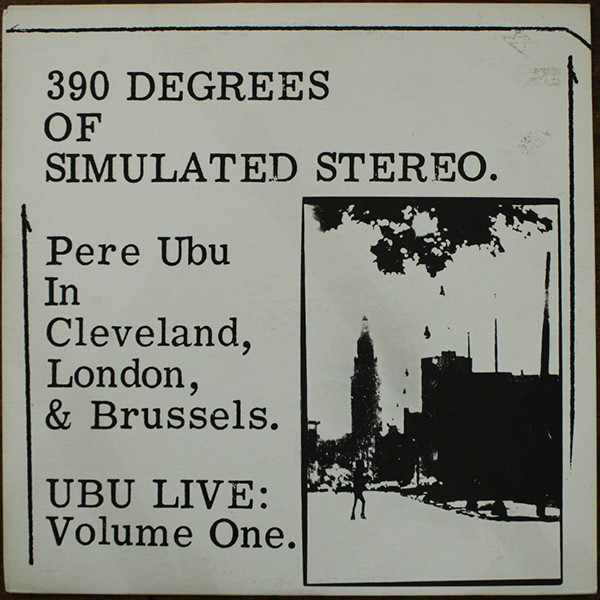 390 DEGREES
OF
SIMULATED STEREO.
Pere Ubu
In
Cleveland,
London,
& Brussels.
UBU LIVE:
Volume One.